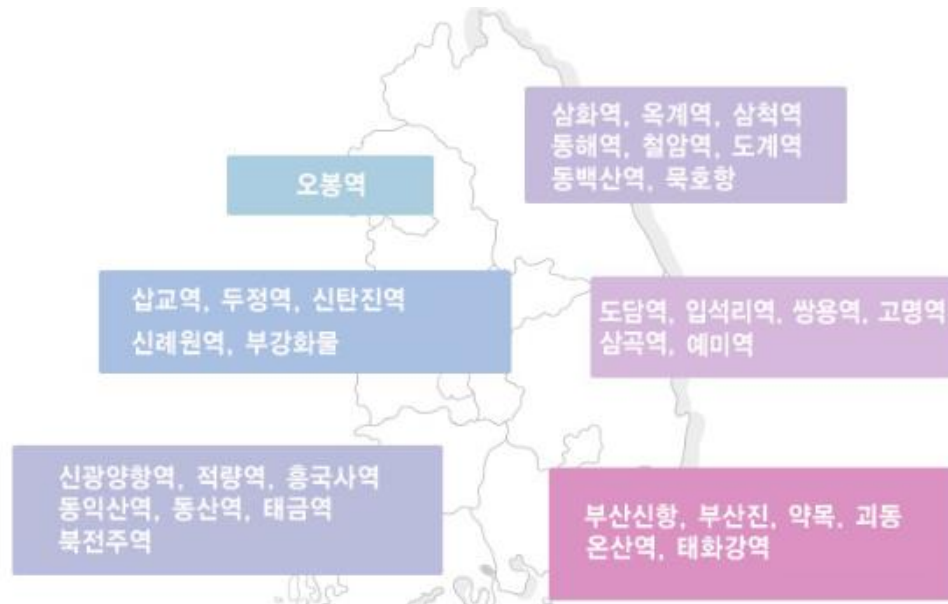 삼화역, 옥계역, 삼척역
동해역, 철암역, 도계역
동백산역, 묵호항
오봉역
삽교역, 두정역, 신탄진역
신례원역, 부강화물
도담역, 입석리역, 쌍용역, 고명역
삼곡역, 예미역
신광양항역, 적량역, 흥국사역
동익산역, 동산역, 태금역
북전주역
부산신항, 부산진, 약목, 괴동
온산역, 태화강역